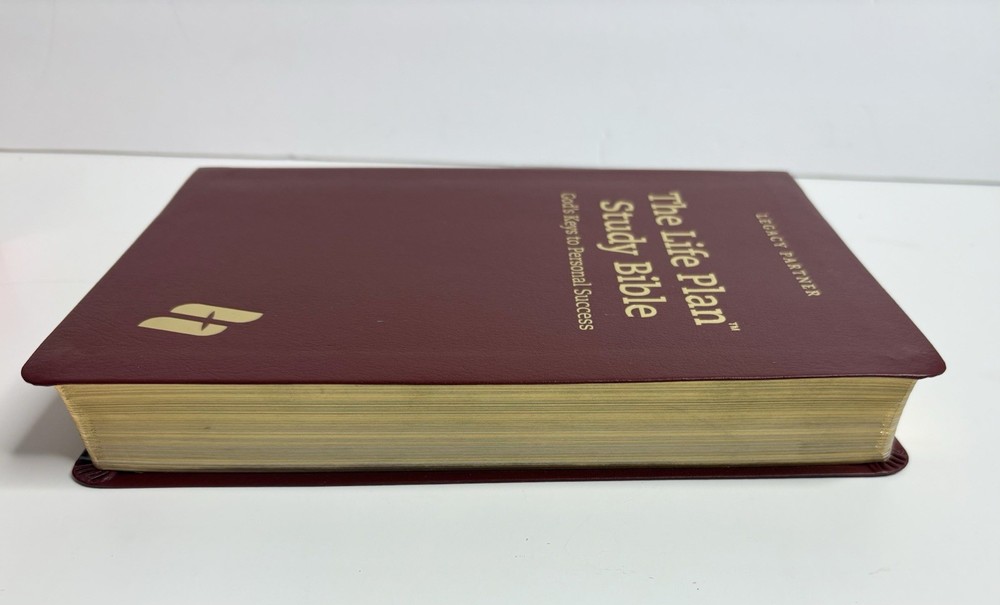 LEGACY PARTNER
The Life Plan™
Study Bible
God's Keys to Personal Success